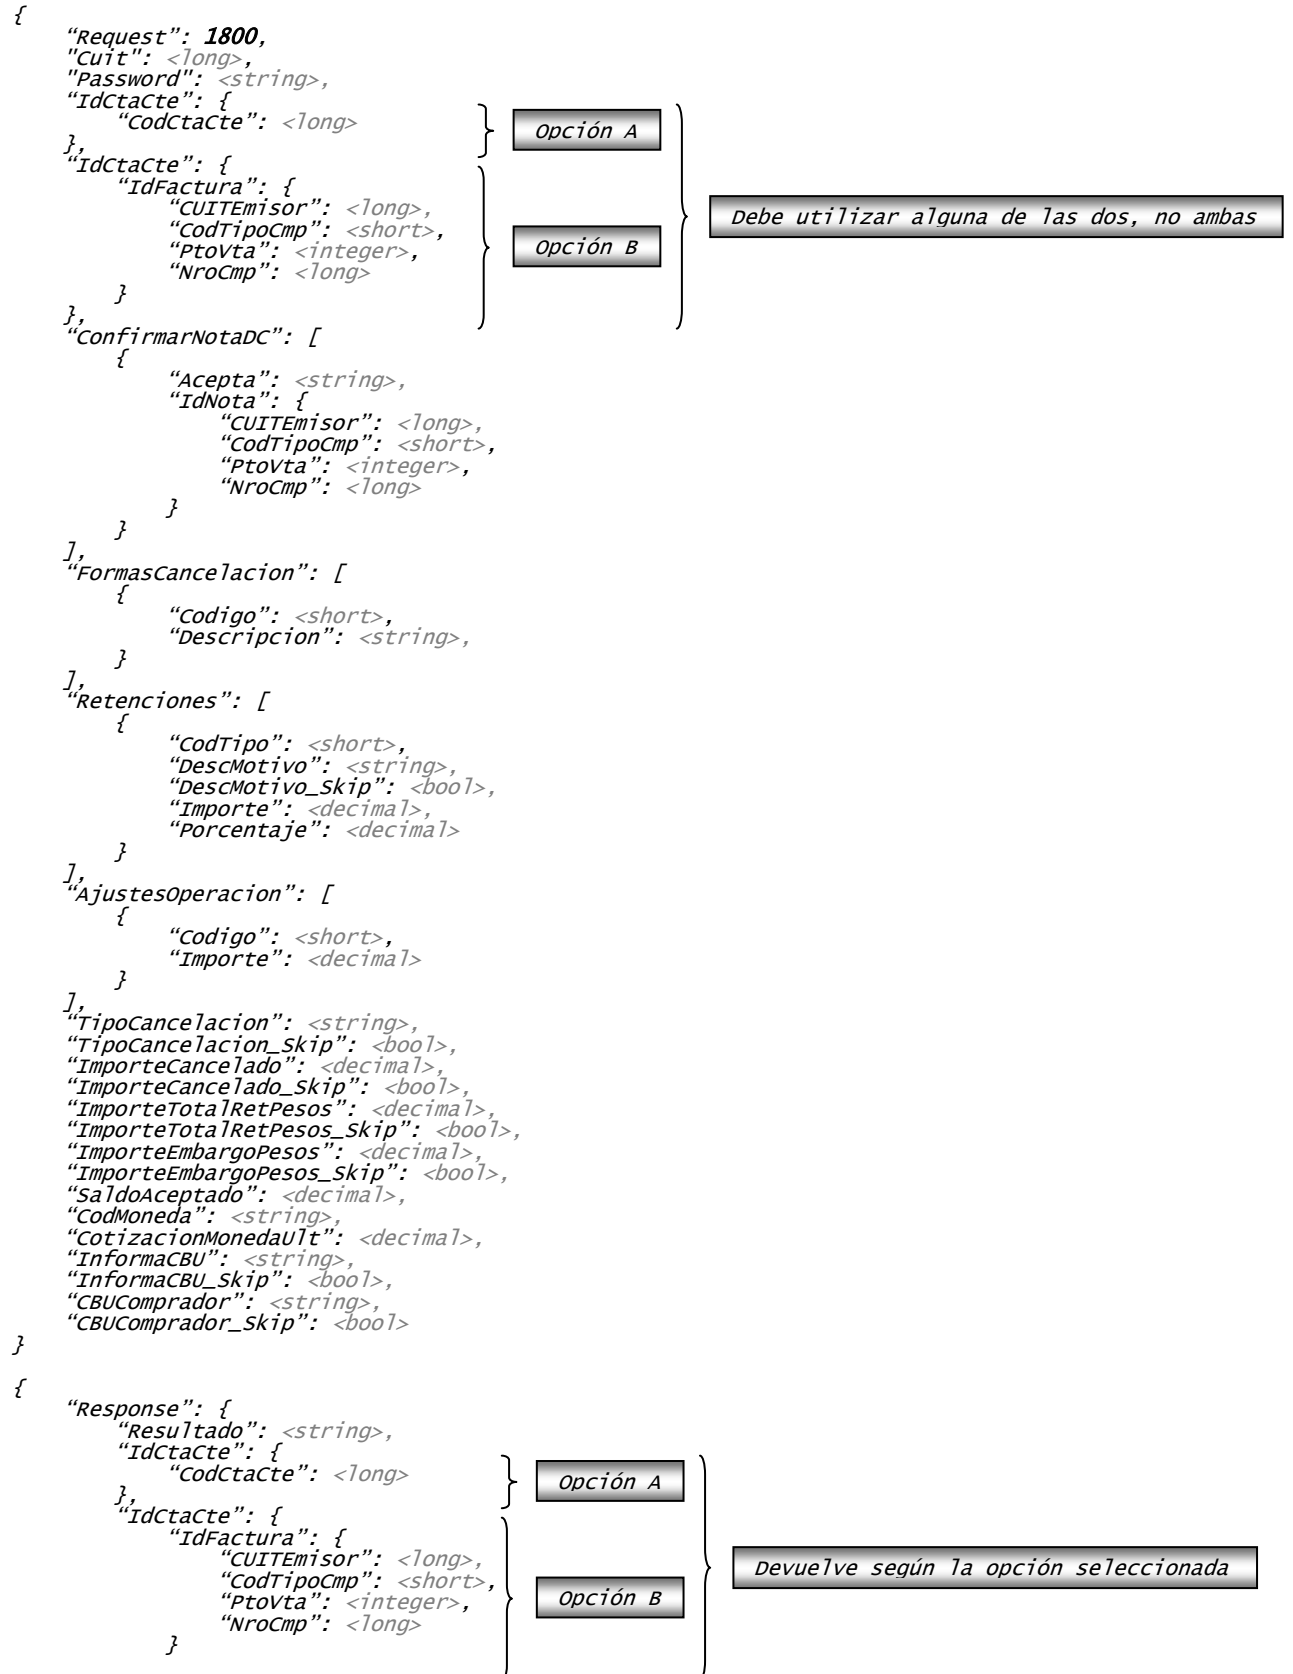 {
“Request”: 1800,
"Cuit": <long>,
"Password": <string>,
“IdCtaCte”: {
“CodCtaCte”: <long>
},
“IdCtaCte”: {
“IdFactura”: {
“CUITEmisor”: <long>,
“CodTipoCmp”: <short>,
“PtoVta”: <integer>,
“NroCmp”: <long>
}
},
Opción A
Opción B
Debe utilizar alguna de las dos, no ambas
“ConfirmarNotaDC”: [
{
“Acepta”: <string>,
“IdNota”: {
“CUITEmisor”: <long>,
“CodTipoCmp”: <short>,
“PtoVta”: <integer>,
“NroCmp”: <long>
}
}
],
“FormasCancelacion”: [
{
“Codigo”: <short>,
“Descripcion”: <string>,
}
],
“Retenciones”: [
{
“CodTipo”: <short>,
“DescMotivo”: <string>,
“DescMotivo_Skip”: <bool>,
“Importe”: <decimal>,
“Porcentaje”: <decimal>
}
],
“AjustesOperacion”: [
{
“Codigo”: <short>,
“Importe”: <decimal>
}
],
“TipoCancelacion”: <string>,
“TipoCancelacion_Skip”: <bool>,
“ImporteCancelado”: <decimal>,
“ImporteCancelado_Skip”: <bool>,
“ImporteTotalRetPesos”: <decimal>,
“ImporteTotalRetPesos_Skip”: <bool>,
“ImporteEmbargoPesos”: <decimal>,
“ImporteEmbargoPesos_Skip”: <bool>,
“SaldoAceptado”: <decimal>,
“CodMoneda”: <string>,
“CotizacionMonedaUlt”: <decimal>,
“InformaCBU”: <string>,
“InformaCBU_Skip”: <bool>,
“CBUComprador”: <string>,
“CBUComprador_Skip”: <bool>
}
{
“Response”: {
“Resultado”: <string>,
“IdCtaCte”: {
“CodCtaCte”: <long>
},
“IdCtaCte”: {
“IdFactura”: {
“CUITEmisor”: <long>,
“CodTipoCmp”: <short>,
“PtoVta”: <integer>,
“NroCmp”: <long>
}
Opción A
Opción B
Devuelve según la opción seleccionada